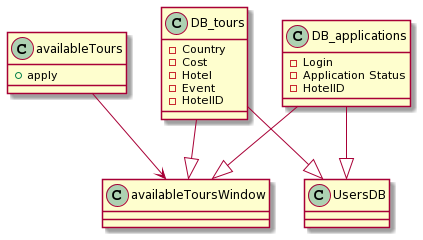 C availableTours
apply
C DB_tours
Country
Cost
Hotel
Event
HotelID
C DB_applications
Login
Application Status
HotelID
C availableToursWindow
C UsersDB